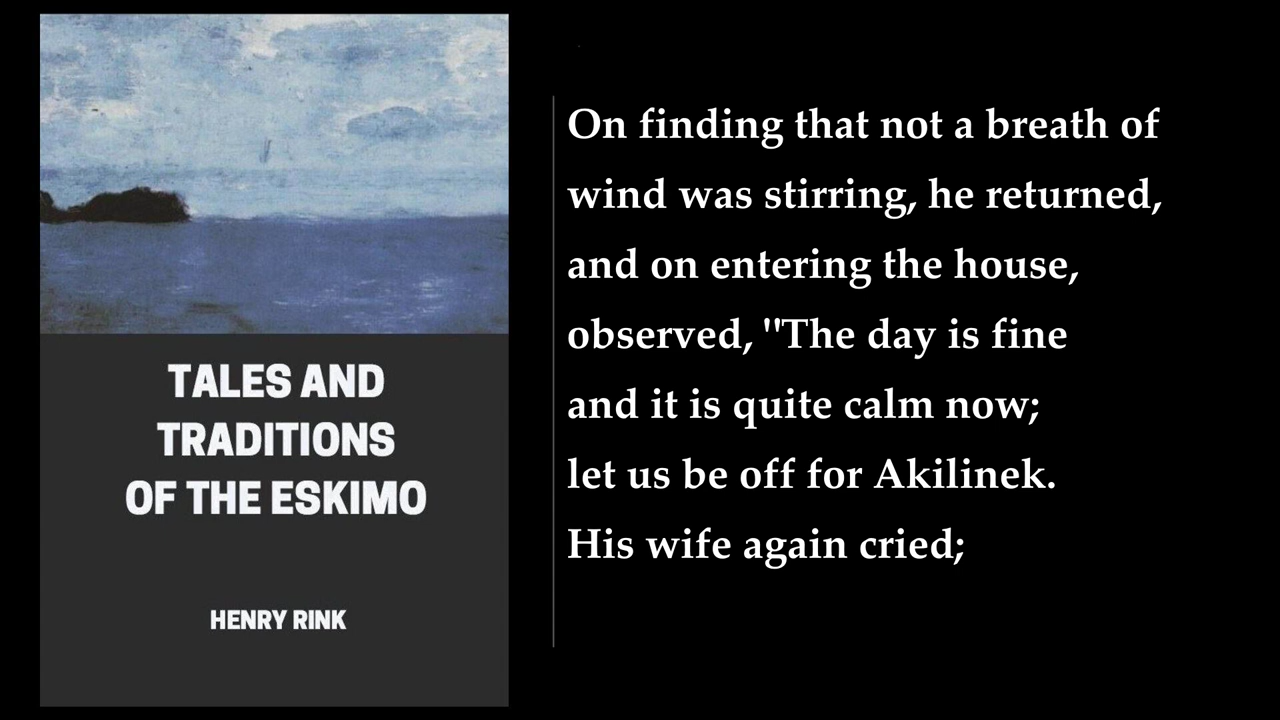 TALES AND
TRADITIONS
OF THE ESKIMO
HENRY RINK
On finding that not a breath of
wind was stirring, he returned,
and on entering the house,
observed, "The day is fine
and it is quite calm now;
let us be off for Akilinek.
His wife again cried;